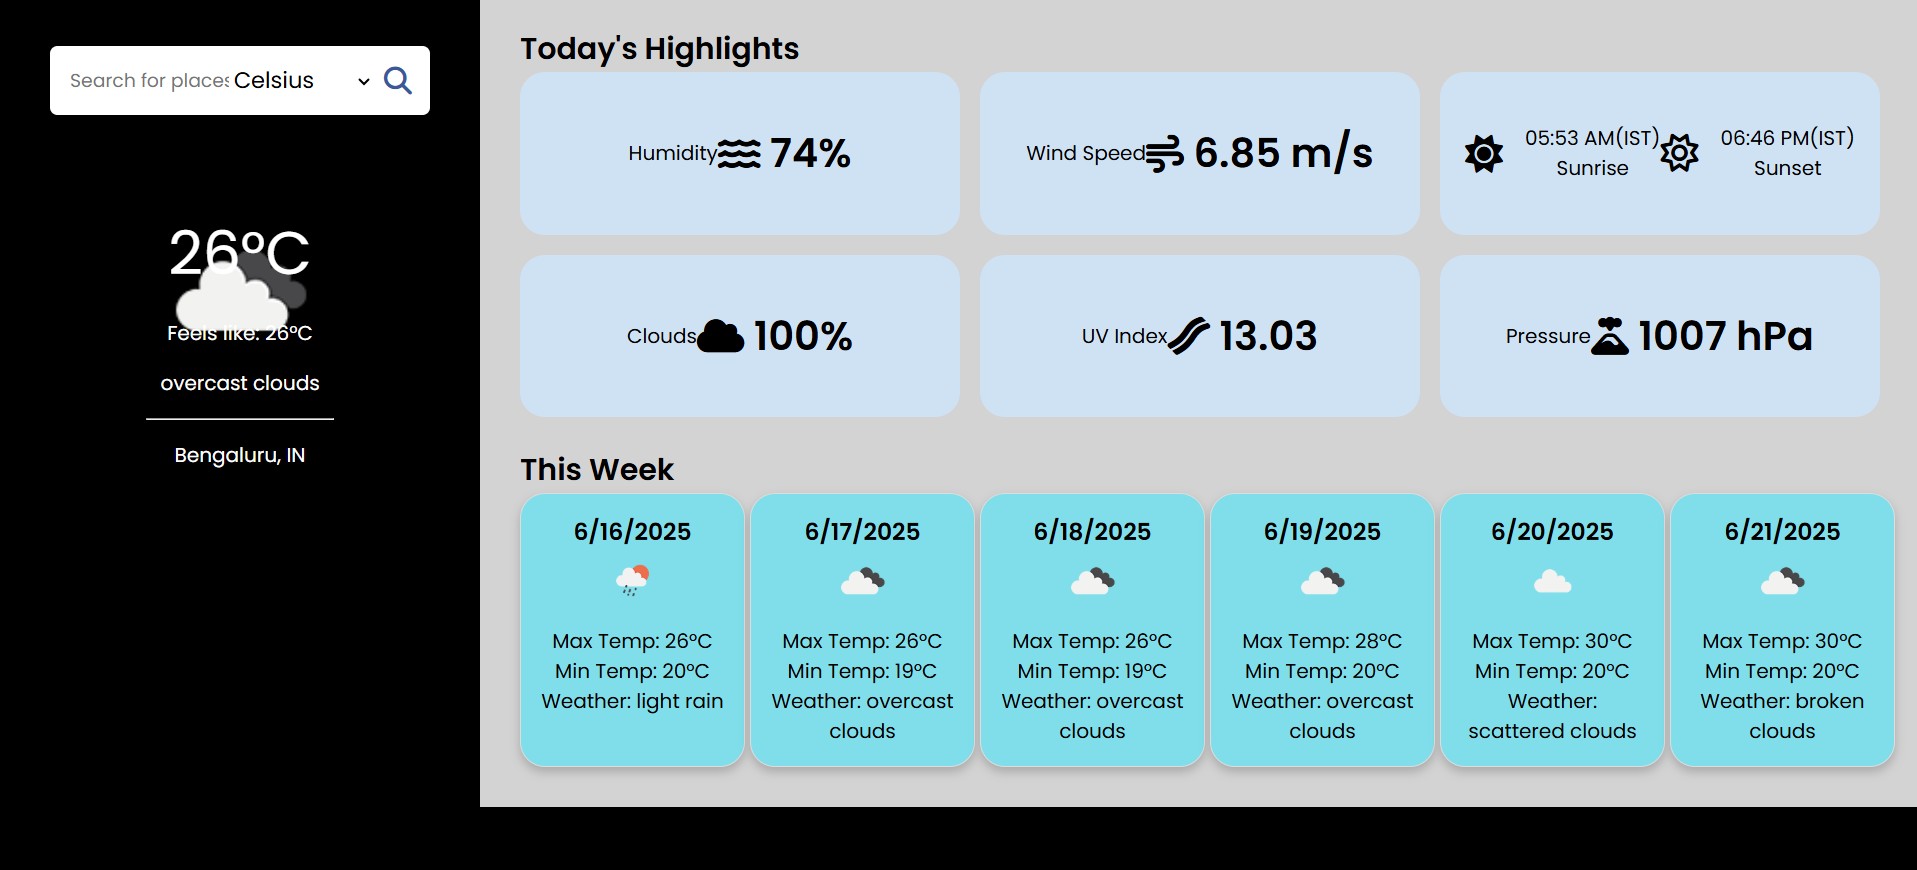 Search for places Celsius
26°C
Feels like: 26°C
overcast clouds
Bengaluru, IN
Today's Highlights
Humidity 74%
Wind Speed 6.85 m/s
05:53 AM(IST)
Sunrise
06:46 PM(IST)
Sunset
Clouds 100%
UV Index 13.03
Pressure 1007 hPa
This Week
6/16/2025
Max Temp: 26°C
Min Temp: 20°C
Weather: light rain
6/17/2025
Max Temp: 26°C
Min Temp: 19°C
Weather: overcast
clouds
6/18/2025
Max Temp: 26°C
Min Temp: 19°C
Weather: overcast
clouds
6/19/2025
Max Temp: 28°C
Min Temp: 20°C
Weather: overcast
clouds
6/20/2025
Max Temp: 30°C
Min Temp: 20°C
Weather:
scattered clouds
6/21/2025
Max Temp: 30°C
Min Temp: 20°C
Weather: broken
clouds